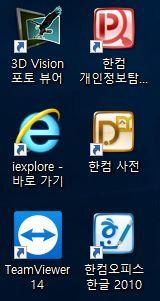 3D Vision
포토 뷰어
한컴
개인정보탐...
iexplore -
바로 가기
한컴 사전
TeamViewer
14
한컴오피스
한글 2010